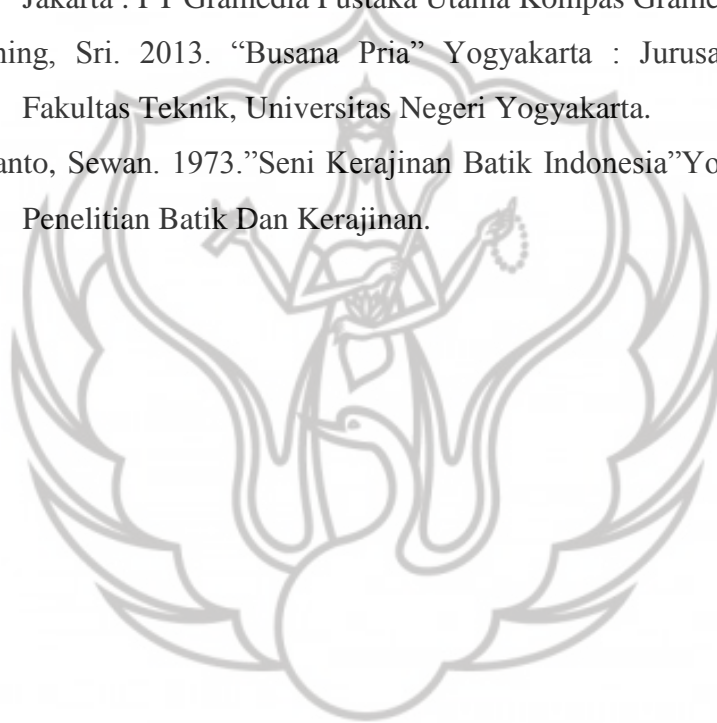 Jakarta : PT Gramedia Pustaka Utama Kompas Grame
ning, Sri. 2013. “Busana Pria” Yogyakarta : Jurusa
Fakultas Teknik, Universitas Negeri Yogyakarta.
anto, Sewan. 1973.”Seni Kerajinan Batik Indonesia”Yo
Penelitian Batik Dan Kerajinan.